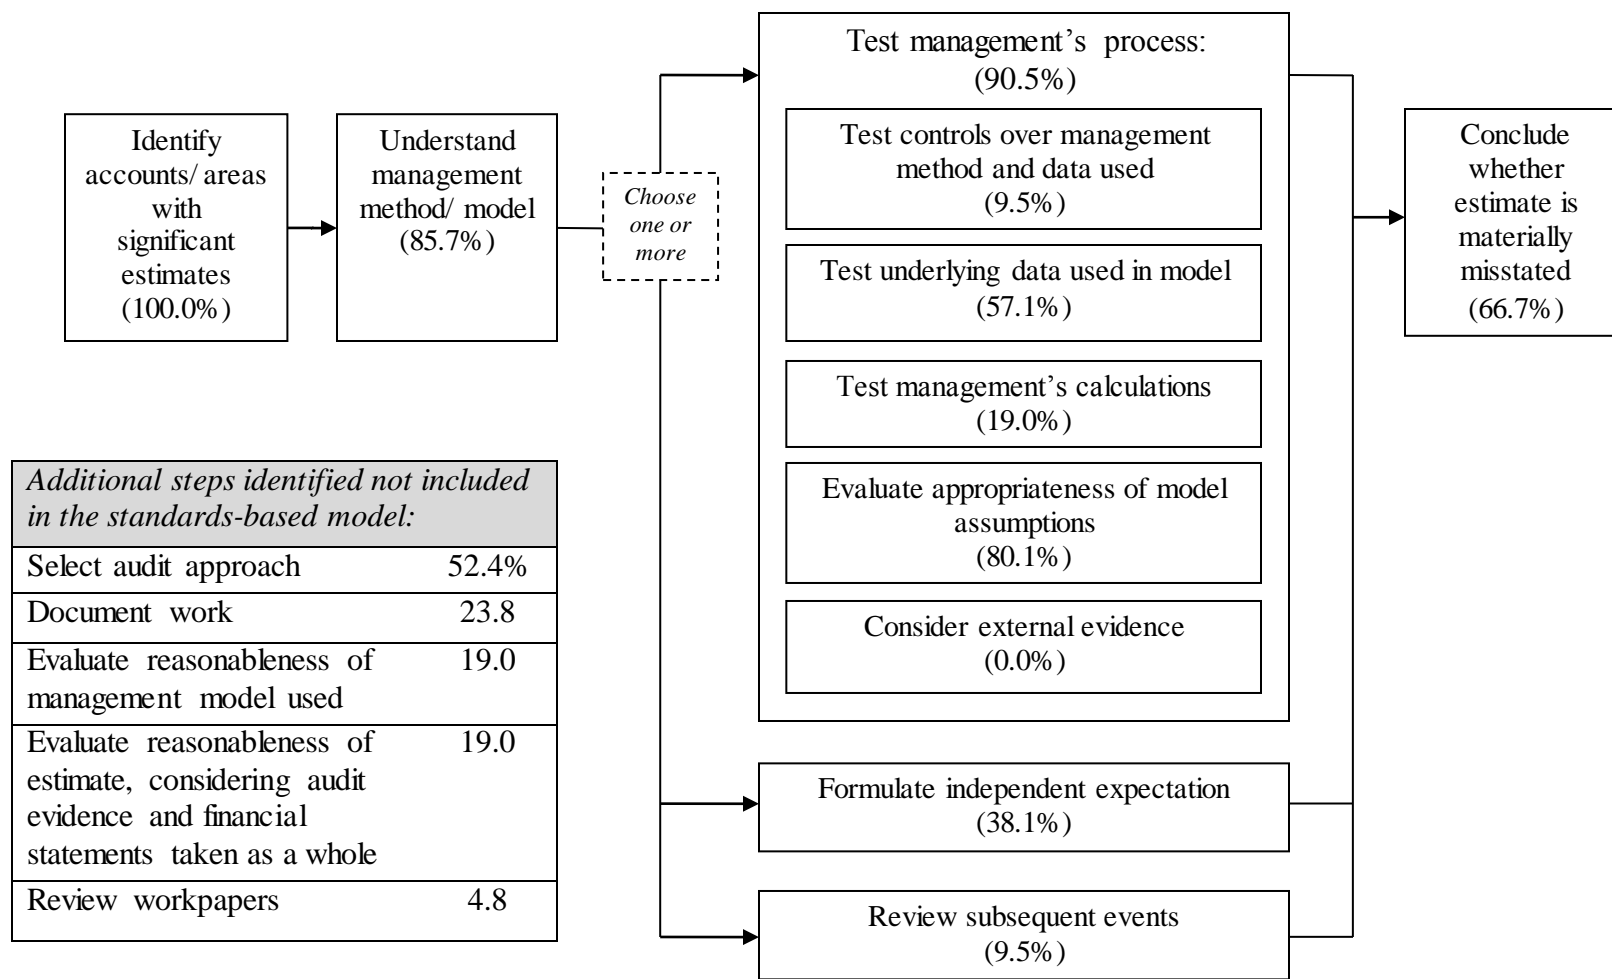 Identify
accounts/ areas
with
significant
estimates
(100.0%)
Understand
management
method/ model
(85.7%)
Choose
one or
more
Test management’s process:
(90.5%)
Test controls over management
method and data used
(9.5%)
Test underlying data used in model
(57.1%)
Test management’s calculations
(19.0%)
Evaluate appropriateness of model
assumptions
(80.1%)
Consider external evidence
(0.0%)
Formulate independent expectation
(38.1%)
Review subsequent events
(9.5%)
Conclude
whether
estimate is
materially
misstated
(66.7%)
Additional steps identified not included
in the standards-based model:
Select audit approach 52.4%
Document work 23.8
Evaluate reasonableness of 19.0
management model used
Evaluate reasonableness of 19.0
estimate, considering audit
evidence and financial
statements taken as a whole
Review workpapers 4.8